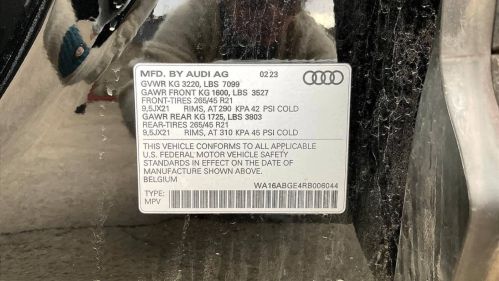 MFD. BY AUDI AG 0223
GVWR KG 3220, LBS 7099
GAWR FRONT KG 1600, LBS 3527
FRONT-TIRES 265/45 R21
9,5JX21 RIMS, AT 290 KPA 42 PSI COLD
GAWR REAR KG 1725, LBS 3803
REAR-TIRES 265/45 R21
9,5JX21 RIMS, AT 310 KPA 45 PSI COLD
THIS VEHICLE CONFORMS TO ALL APPLICABLE
U.S. FEDERAL MOTOR VEHICLE SAFETY
STANDARDS IN EFFECT ON THE DATE OF
MANUFACTURE SHOWN ABOVE.
BELGIUM WA16ABGE4RB006044
TYPE:
MPV